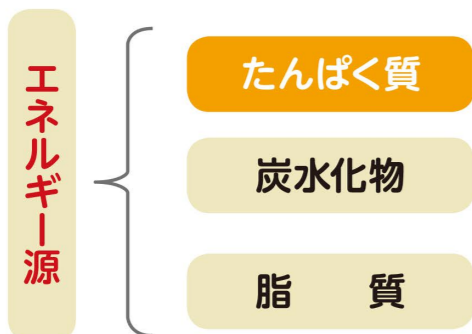 エネルギー源
たんぱく質
炭水化物
脂　　質